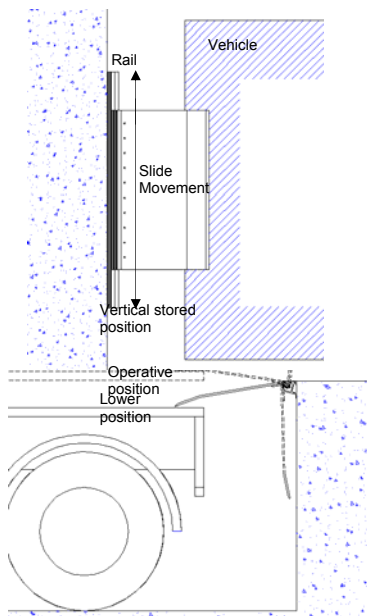 Vehicle
Rail
Slide
Movement
Vertical stored
position
Operative
position
Lower
position